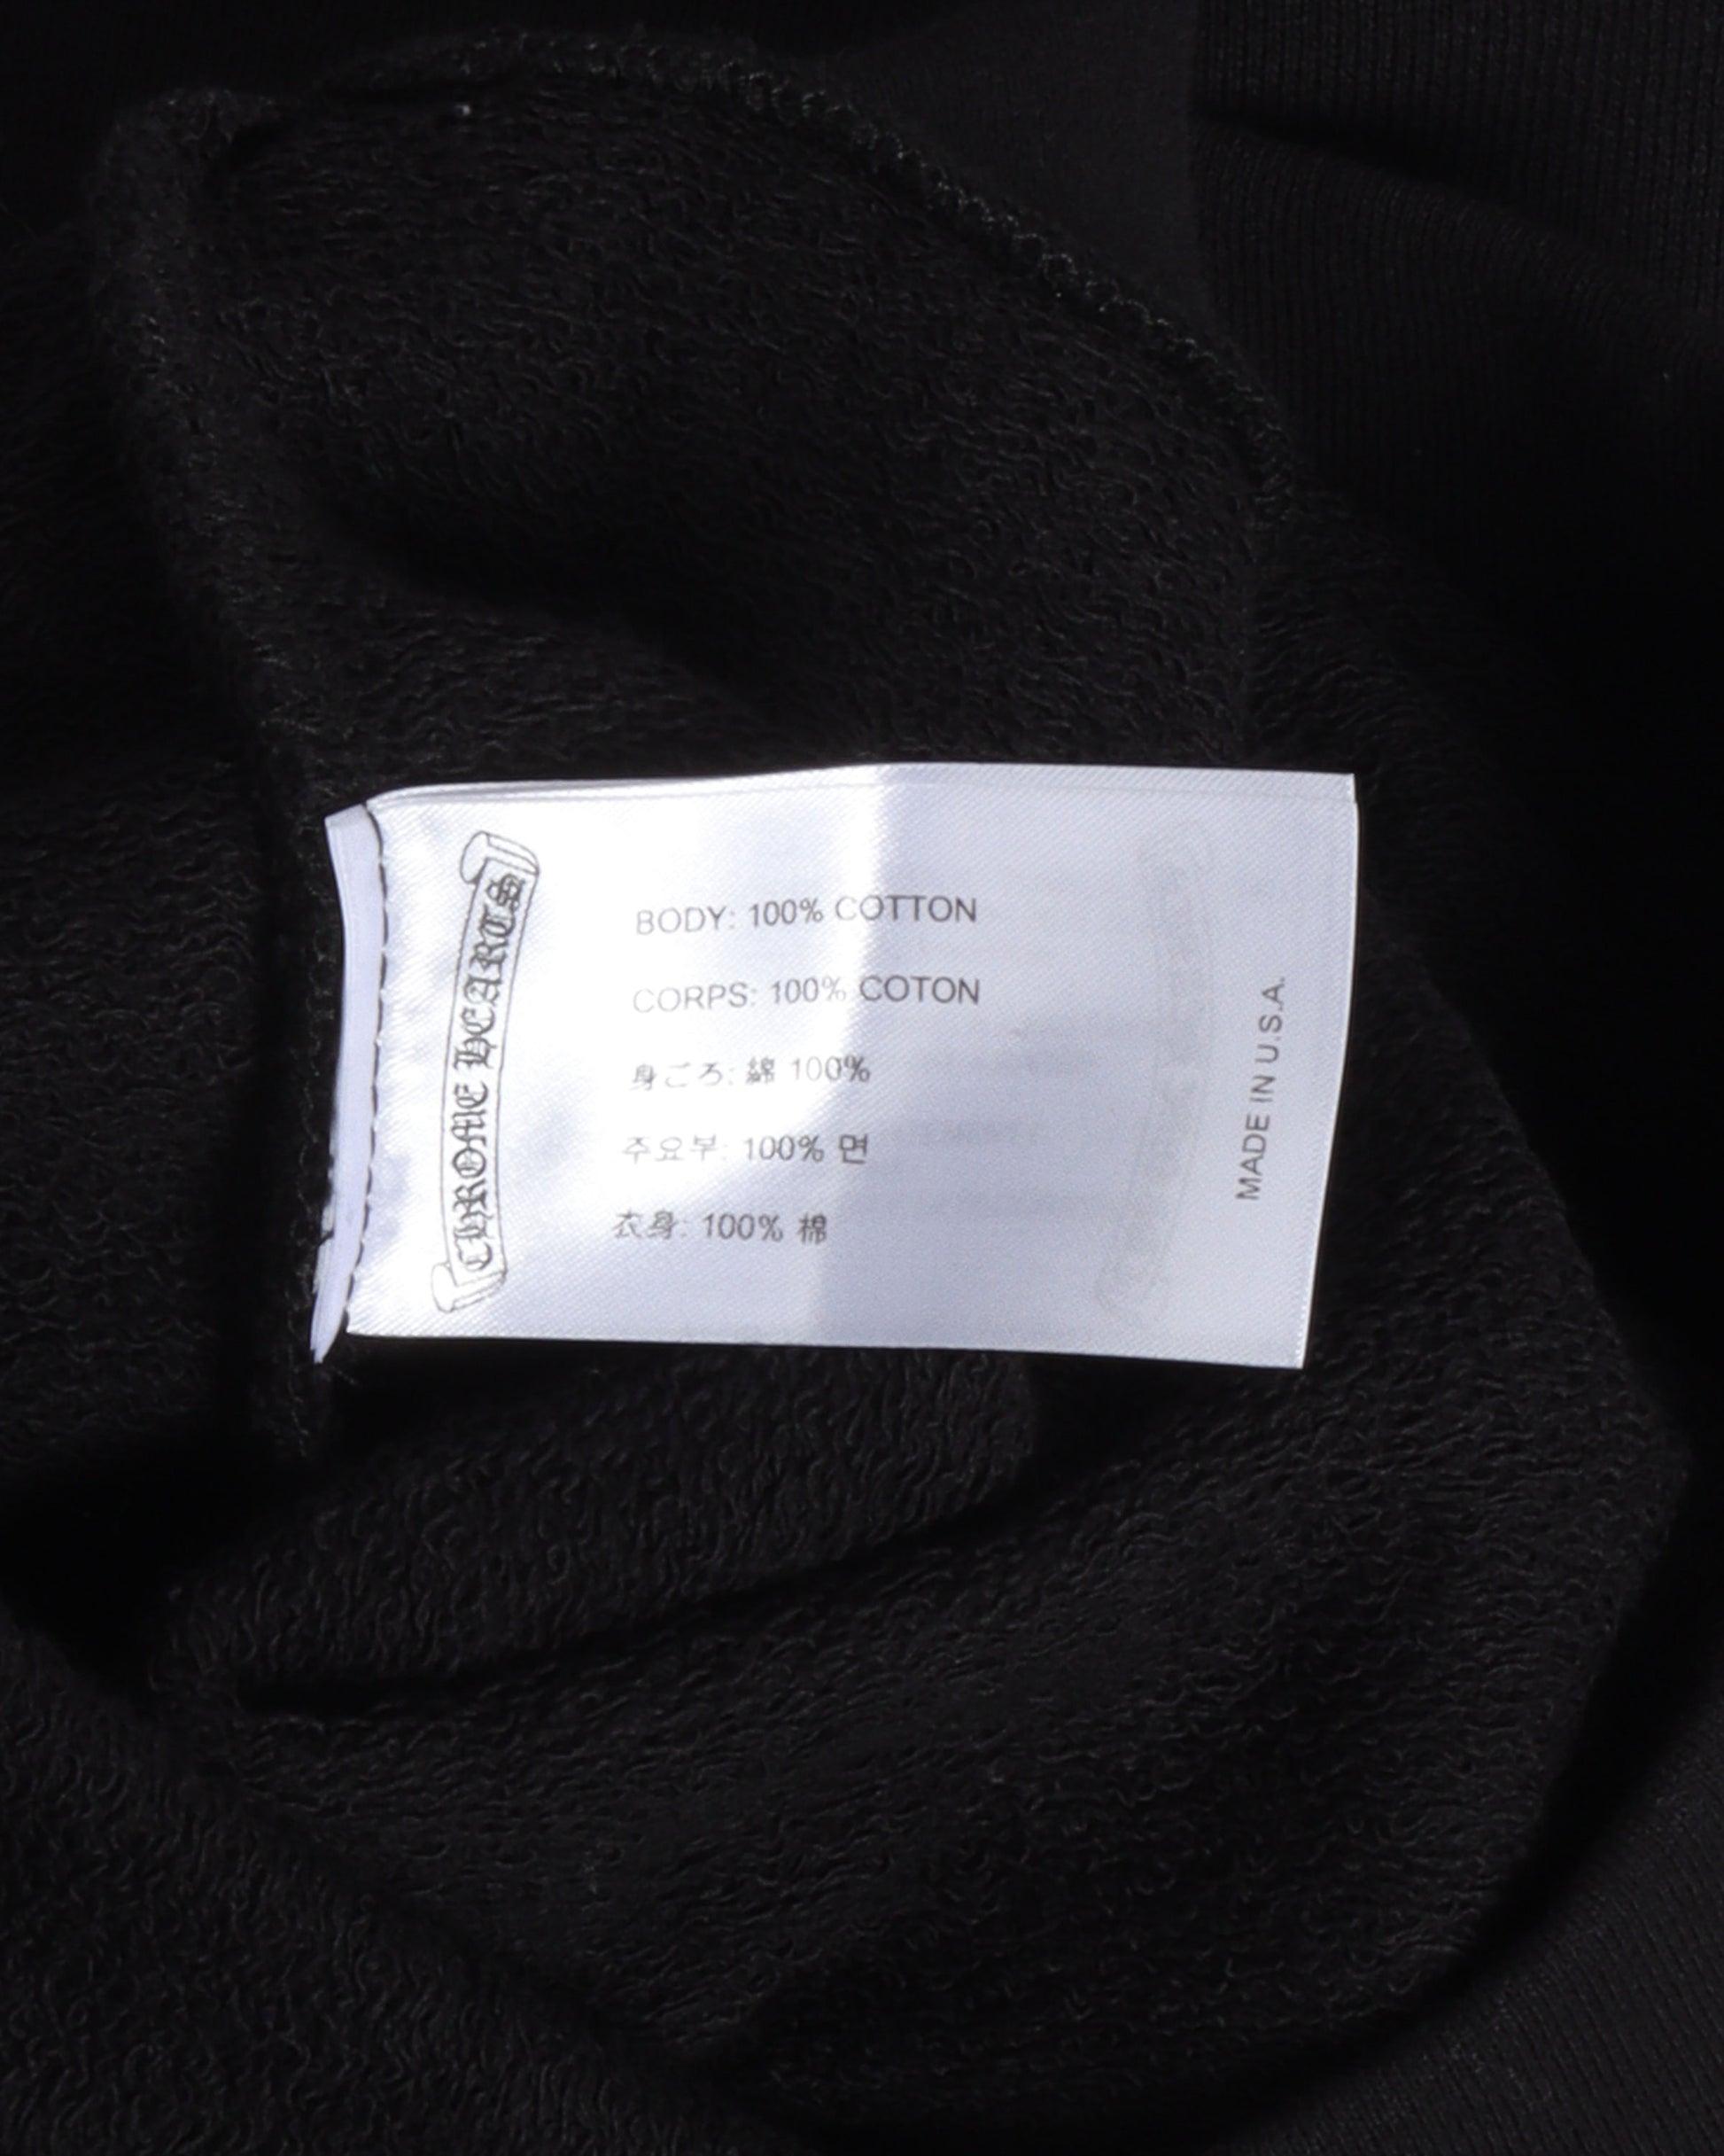 CHROME HEARTS
BODY: 100% COTTON
CORPS: 100% COTON
身ごろ: 綿 100%
주요부: 100% 면
衣身: 100% 棉
MADE IN U.S.A.